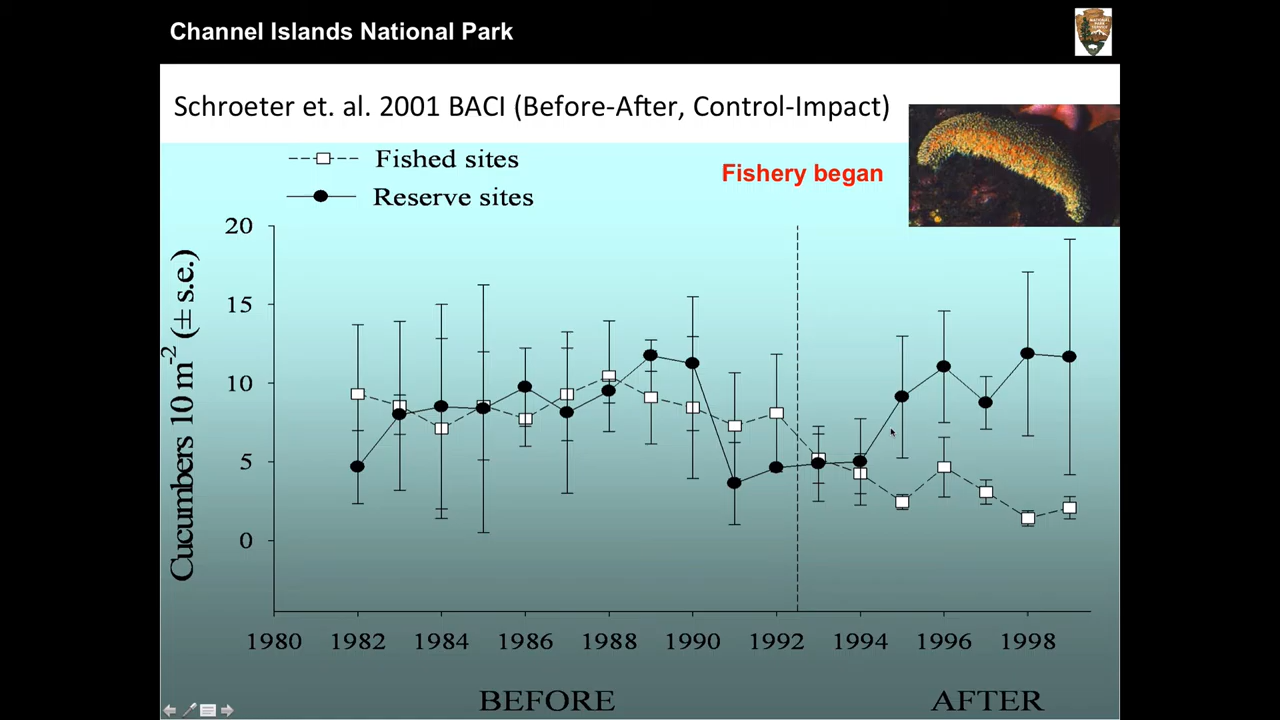 Channel Islands National Park
Schroeter et. al. 2001 BACI (Before-After, Control-Impact)
Fished sites
Reserve sites
Fishery began
Cucumbers 10 m-2 (± s.e.)
20
15
10
5
0
1980 1982 1984 1986 1988 1990 1992 1994 1996 1998
BEFORE AFTER